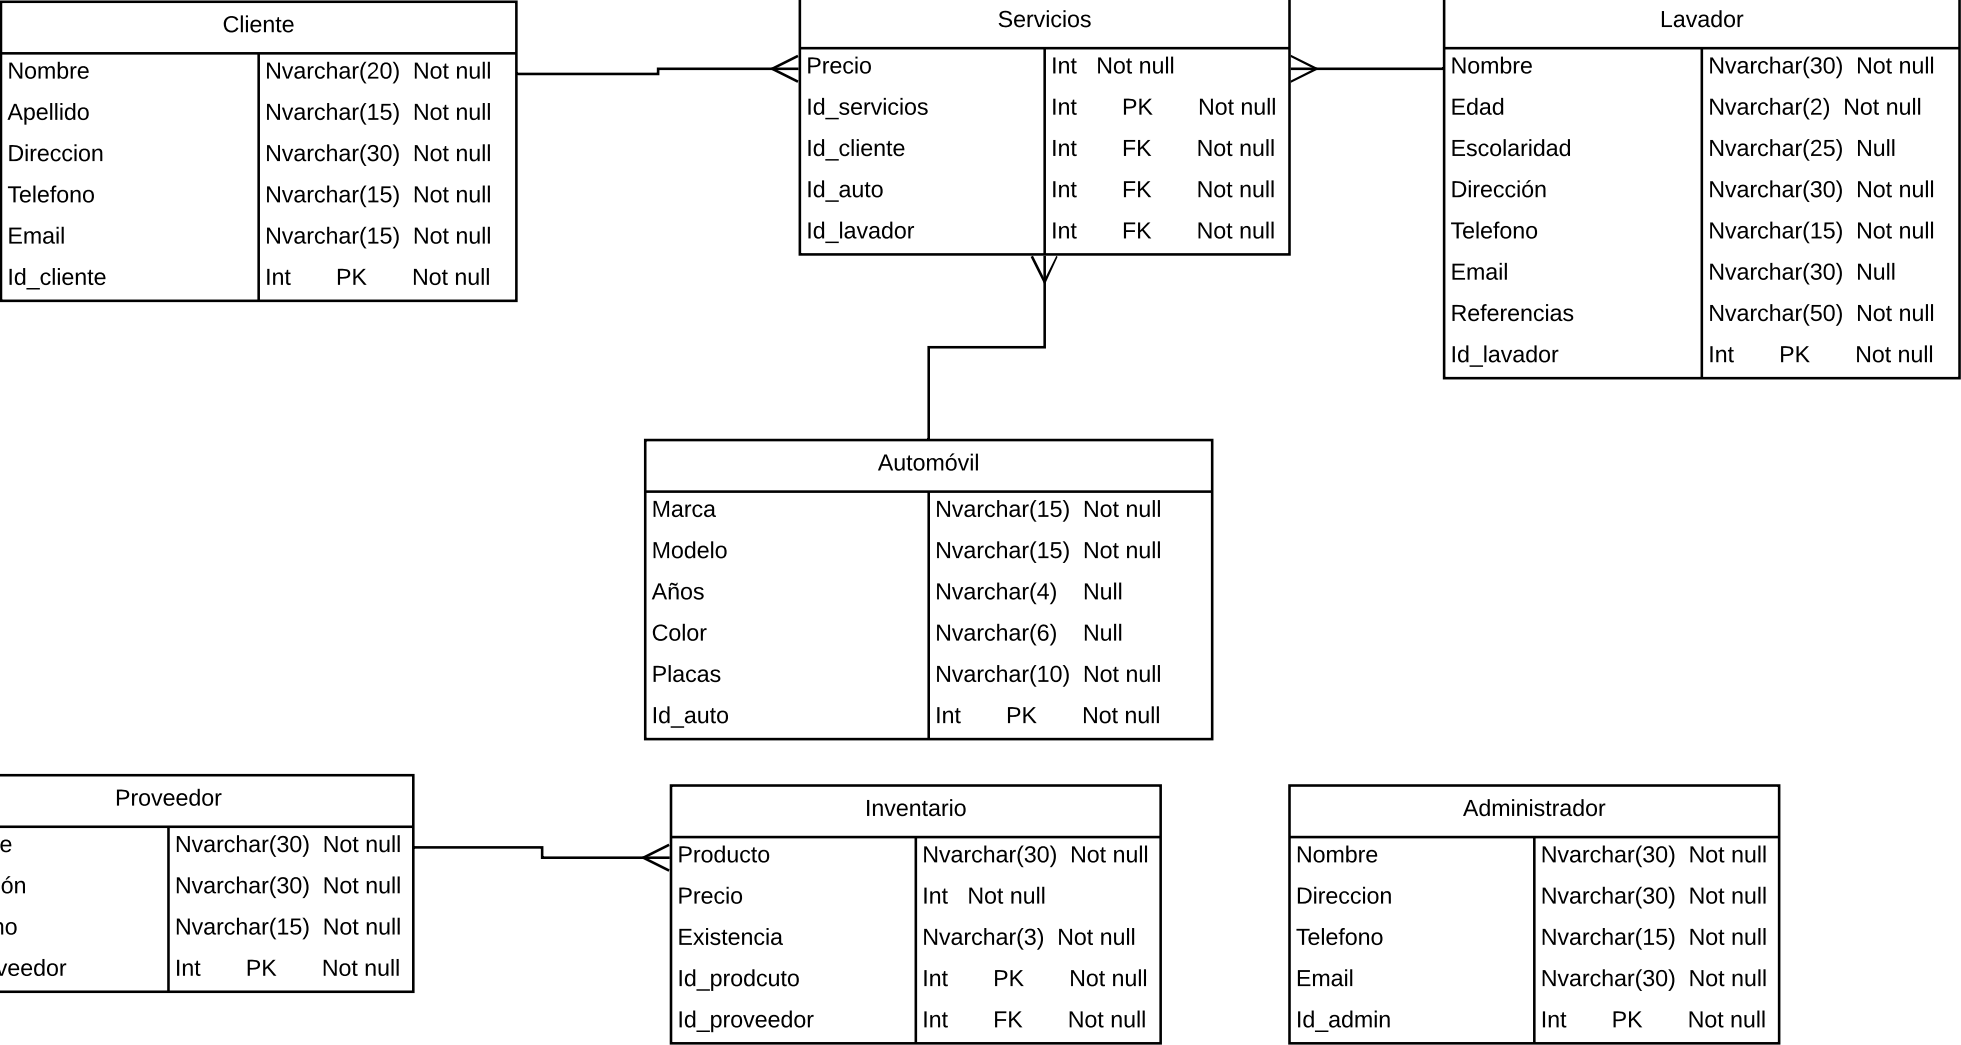 Cliente
Nombre Nvarchar(20) Not null
Apellido Nvarchar(15) Not null
Direccion Nvarchar(30) Not null
Telefono Nvarchar(15) Not null
Email Nvarchar(15) Not null
Id_cliente Int PK Not null
Servicios
Precio Int Not null
Id_servicios Int PK Not null
Id_cliente Int FK Not null
Id_auto Int FK Not null
Id_lavador Int FK Not null
Lavador
Nombre Nvarchar(30) Not null
Edad Nvarchar(2) Not null
Escolaridad Nvarchar(25) Null
Dirección Nvarchar(30) Not null
Telefono Nvarchar(15) Not null
Email Nvarchar(30) Null
Referencias Nvarchar(50) Not null
Id_lavador Int PK Not null
Automóvil
Marca Nvarchar(15) Not null
Modelo Nvarchar(15) Not null
Años Nvarchar(4) Null
Color Nvarchar(6) Null
Placas Nvarchar(10) Not null
Id_auto Int PK Not null
Proveedor
e Nvarchar(30) Not null
ón Nvarchar(30) Not null
no Nvarchar(15) Not null
veedor Int PK Not null
Inventario
Producto Nvarchar(30) Not null
Precio Int Not null
Existencia Nvarchar(3) Not null
Id_prodcuto Int PK Not null
Id_proveedor Int FK Not null
Administrador
Nombre Nvarchar(30) Not null
Direccion Nvarchar(30) Not null
Telefono Nvarchar(15) Not null
Email Nvarchar(30) Not null
Id_admin Int PK Not null